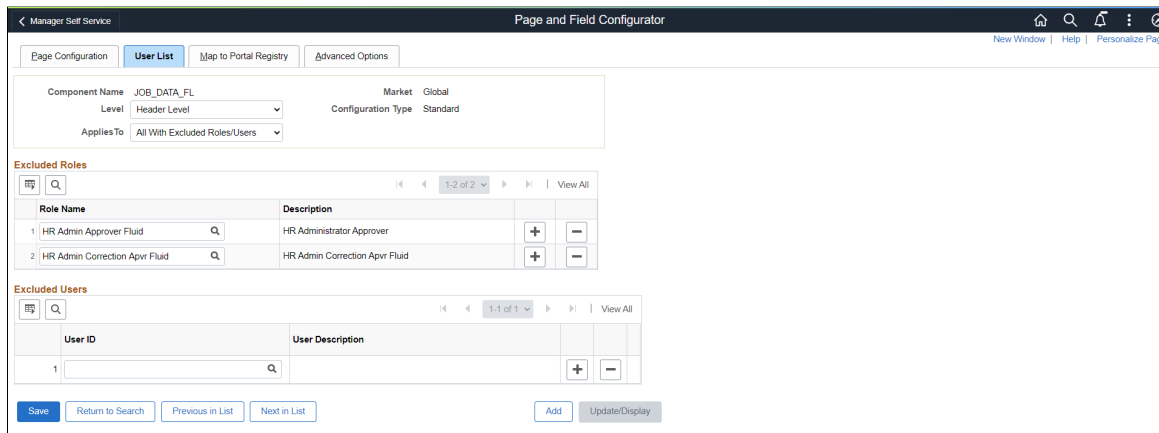 Manager Self Service
Page and Field Configurator
New Window | Help | Personalize Pag
Page Configuration
User List
Map to Portal Registry
Advanced Options
Component Name JOB_DATA_FL Market Global
Level Header Level Configuration Type Standard
AppliesTo All With Excluded Roles/Users
Excluded Roles
1-2 of 2 | View All
Role Name Description
1 HR Admin Approver Fluid HR Administrator Approver
2 HR Admin Correction Apvr Fluid HR Admin Correction Apvr Fluid
Excluded Users
1-1 of 1 | View All
User ID User Description
1
Save Return to Search Previous in List Next in List Add Update/Display